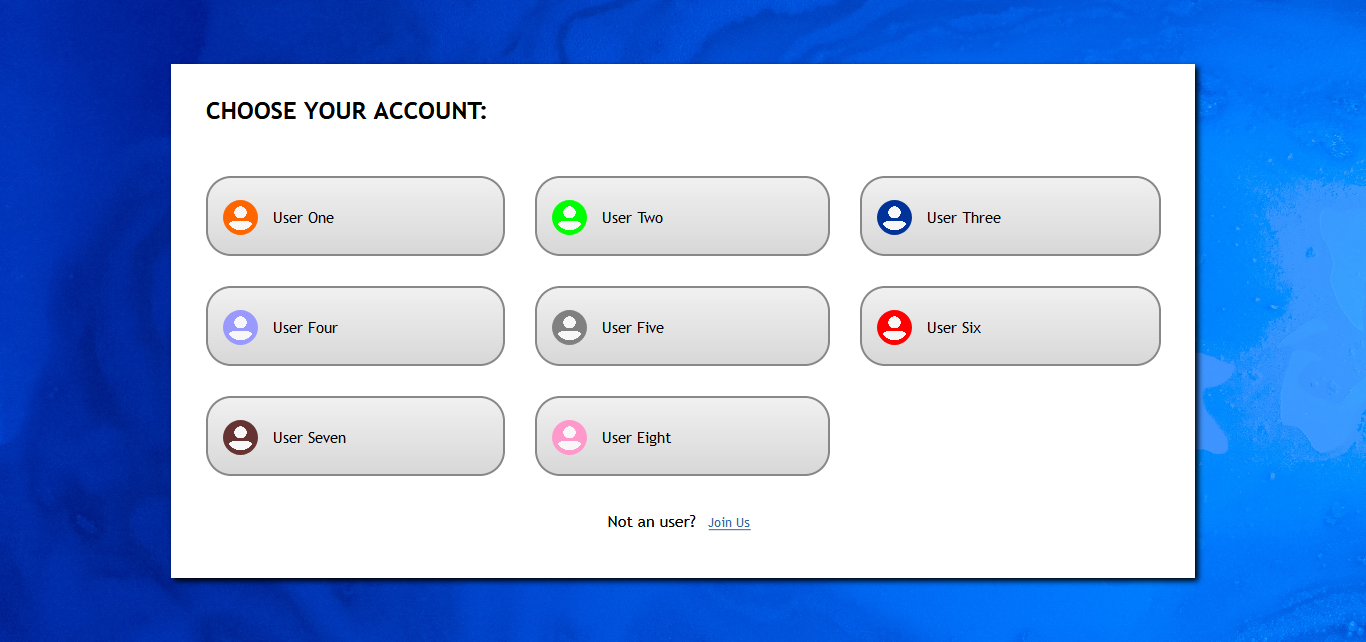 CHOOSE YOUR ACCOUNT:
User One
User Two
User Three
User Four
User Five
User Six
User Seven
User Eight
Not an user? Join Us